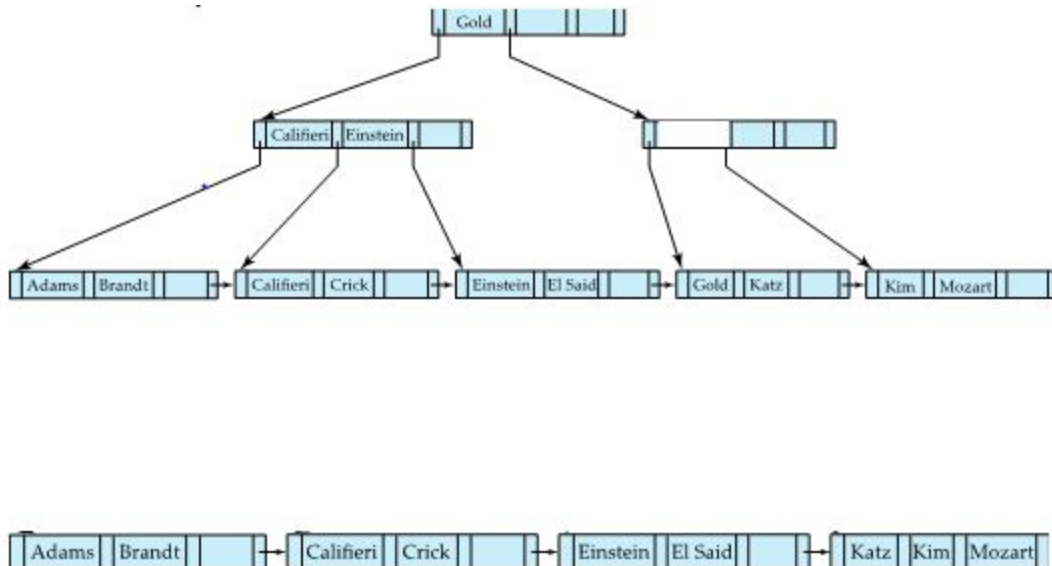 Gold
Califieri Einstein
Adams Brandt Califieri Crick Einstein El Said Gold Katz Kim Mozart
Adams Brandt Califieri Crick Einstein El Said Katz Kim Mozart